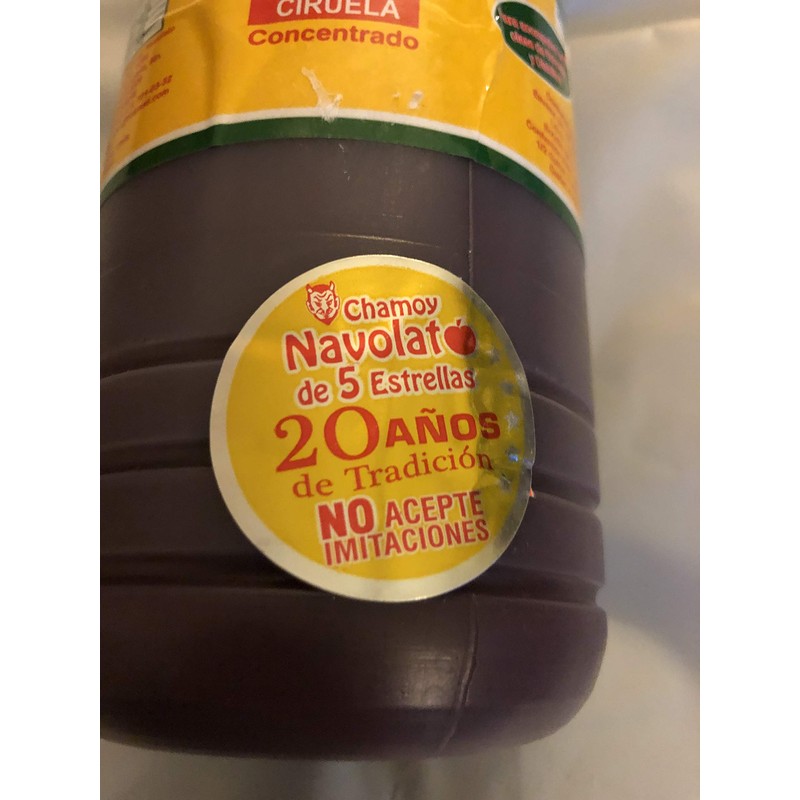 CIRUELA
Concentrado
Chamoy
Navolato
de 5 Estrellas
20 AÑOS
de Tradición
NO ACEPTE
IMITACIONES